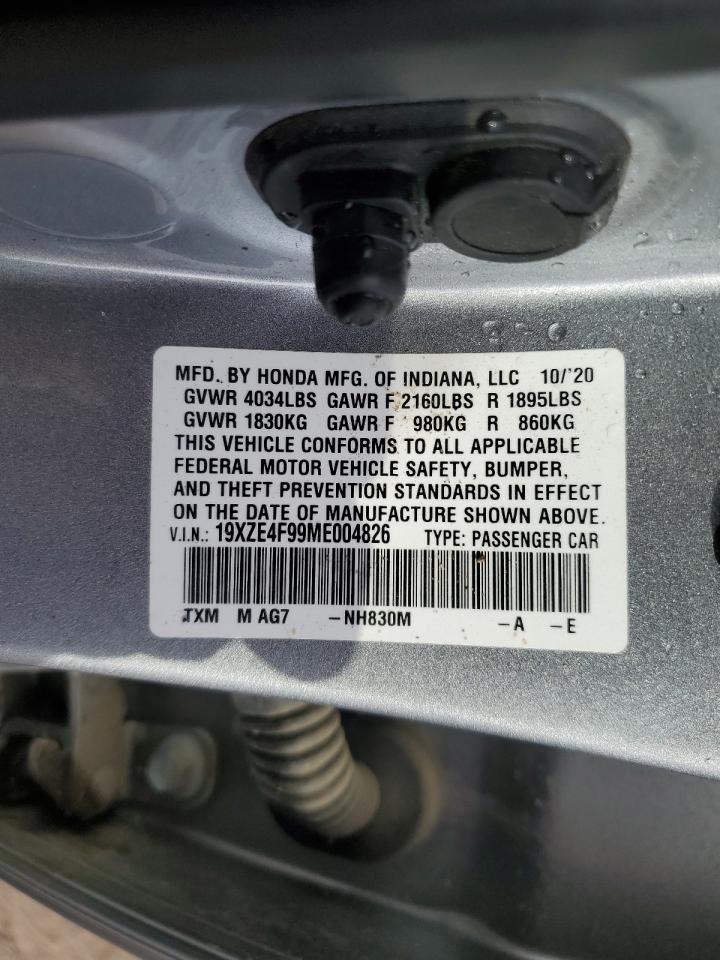 MFD. BY HONDA MFG. OF INDIANA, LLC 10/'20
GVWR 4034LBS GAWR F 2160LBS R 1895LBS
GVWR 1830KG GAWR F 980KG R 860KG
THIS VEHICLE CONFORMS TO ALL APPLICABLE
FEDERAL MOTOR VEHICLE SAFETY, BUMPER,
AND THEFT PREVENTION STANDARDS IN EFFECT
ON THE DATE OF MANUFACTURE SHOWN ABOVE.
V.I.N.: 19XZE4F99ME004826 TYPE: PASSENGER CAR
TXM M AG7 -NH830M -A -E